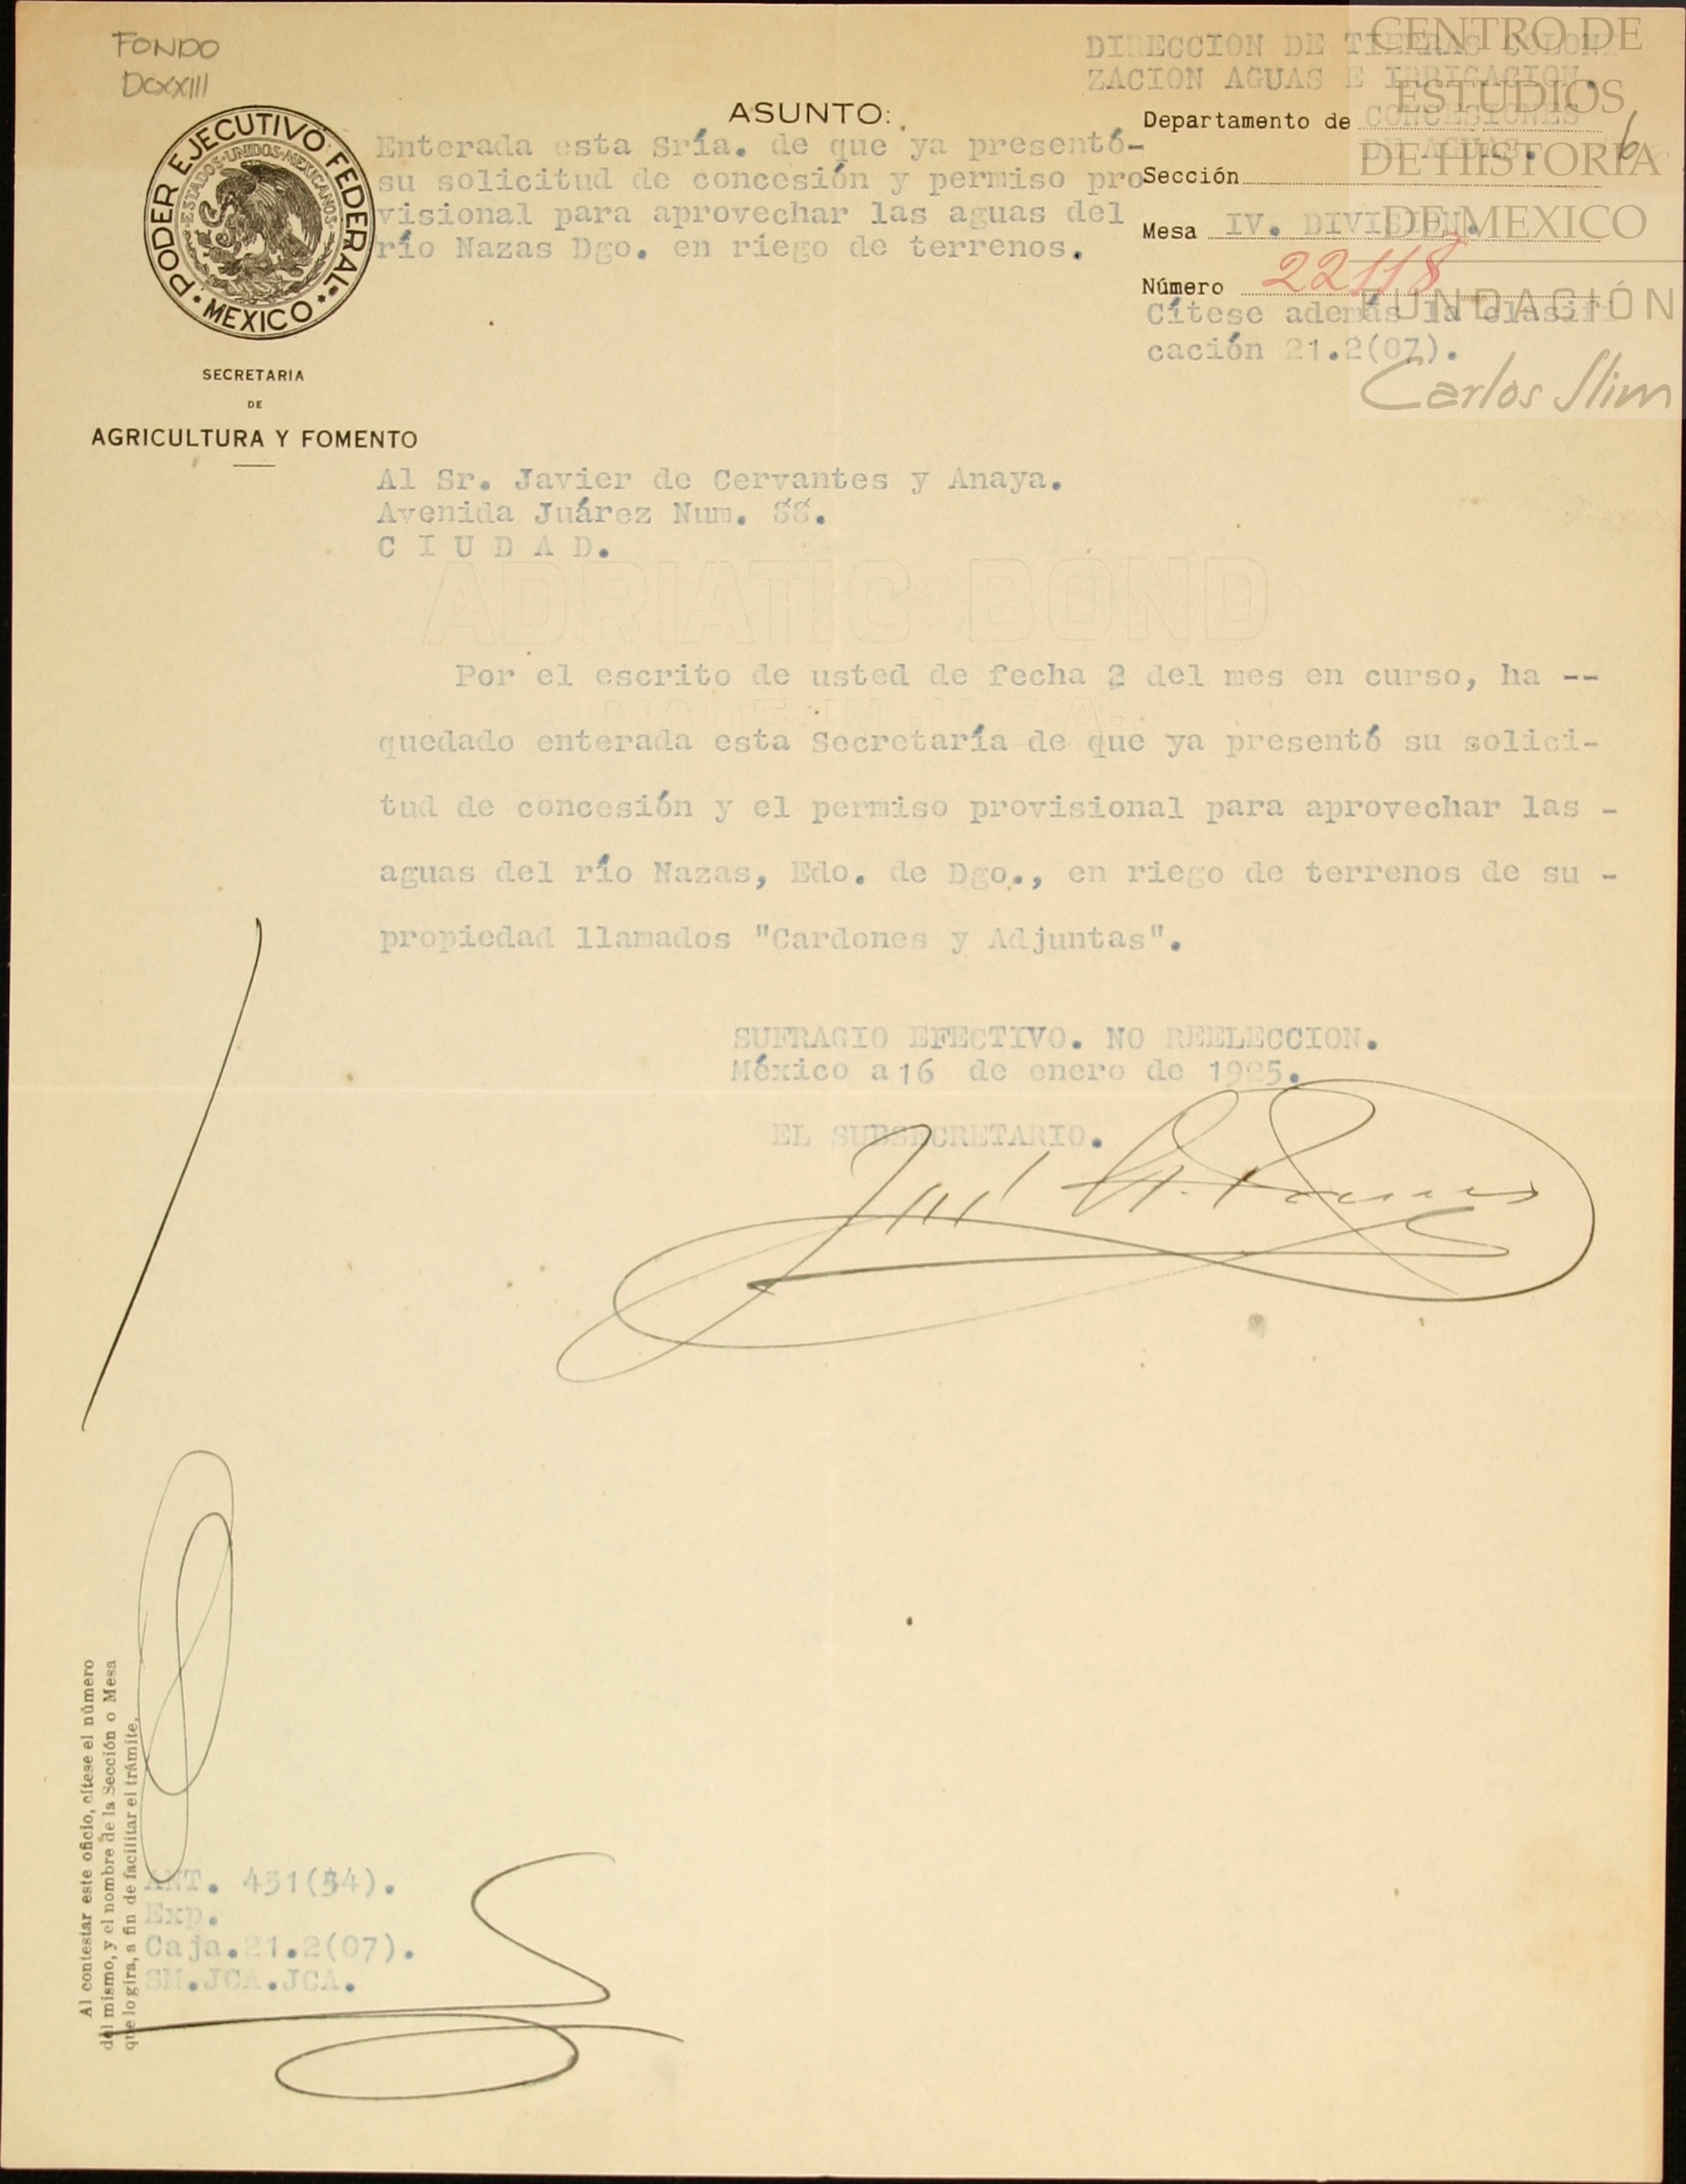 FONDO
DCXXIII
PODER EJECUTIVO FEDERAL
ESTADOS UNIDOS MEXICANOS
MEXICO
SECRETARIA
DE
AGRICULTURA Y FOMENTO
ASUNTO:
Enterada esta Sría. de que ya presentó-
su solicitud de concesión y permiso pro
visional para aprovechar las aguas del
río Nazas Dgo. en riego de terrenos.
DIRECCION DE TIERRAS COLONI
ZACION AGUAS E IRRIGACION.
Departamento de CONCESIONES
DE AGUAS.
Sección
Mesa IV. DIVISION.
Número 22118
Cítese además la clasifi
cación 21.2(07).
6
CENTRO DE
ESTUDIOS
DE HISTORIA
DE MEXICO
FUNDACIÓN
Carlos Slim
Al Sr. Javier de Cervantes y Anaya.
Avenida Juárez Num. 88.
C I U D A D.
ADRIATIC BOND
MADE IN U.S.A.
Por el escrito de usted de fecha 2 del mes en curso, ha --
quedado enterada esta Secretaría de que ya presentó su solici-
tud de concesión y el permiso provisional para aprovechar las -
aguas del río Nazas, Edo. de Dgo., en riego de terrenos de su -
propiedad llamados "Cardones y Adjuntas".
SUFRAGIO EFECTIVO. NO REELECCION.
México a 16 de enero de 1925.
EL SUBSECRETARIO.
Al contestar este oficio, cítese el número
del mismo, y el nombre de la Sección o Mesa
que lo gira, a fin de facilitar el trámite.
ANT. 431(54).
Exp.
Caja.21.2(07).
SM.JCA.JCA.